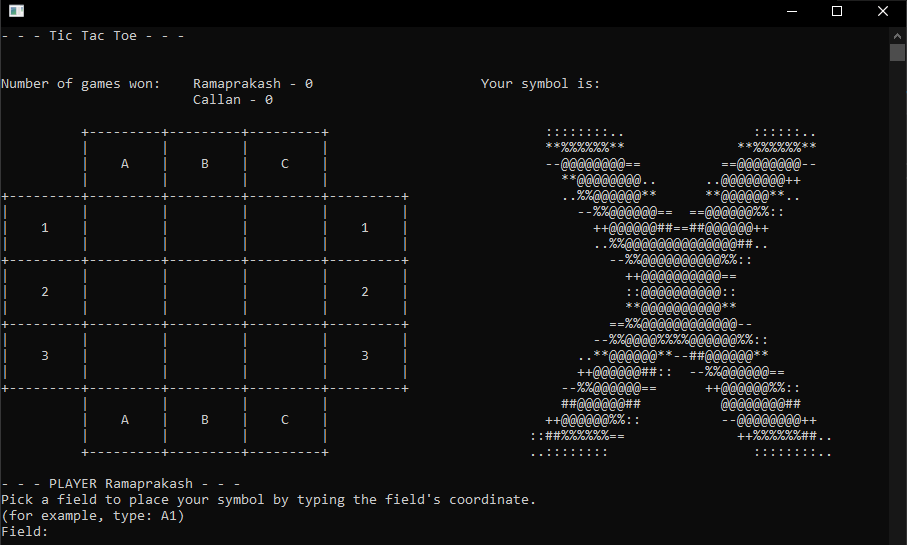 - - - Tic Tac Toe - - -
Number of games won:    Ramaprakash - 0                     Your symbol is:
                        Callan - 0
A B C
1 1
2 2
3 3
A B C
- - - PLAYER Ramaprakash - - -
Pick a field to place your symbol by typing the field's coordinate.
(for example, type: A1)
Field: